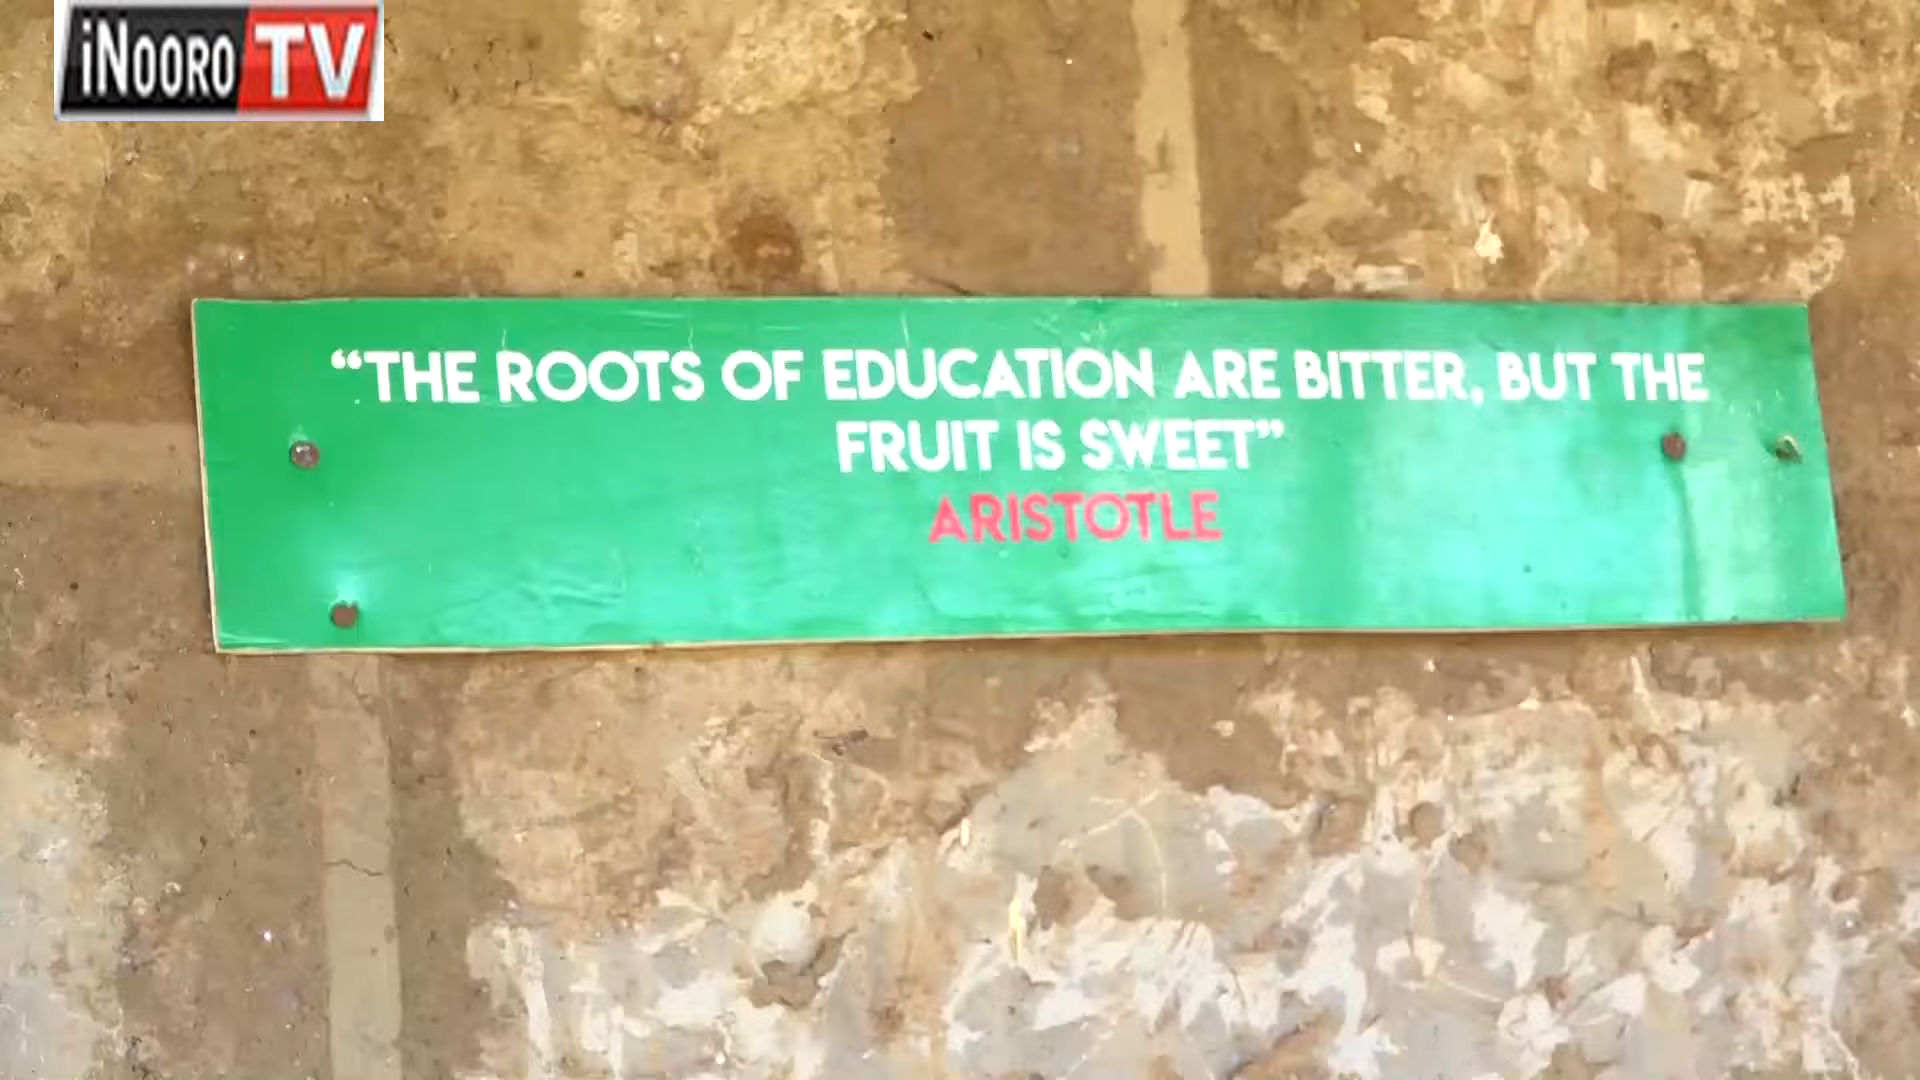 iNOORO TV
“THE ROOTS OF EDUCATION ARE BITTER, BUT THE
FRUIT IS SWEET”
ARISTOTLE